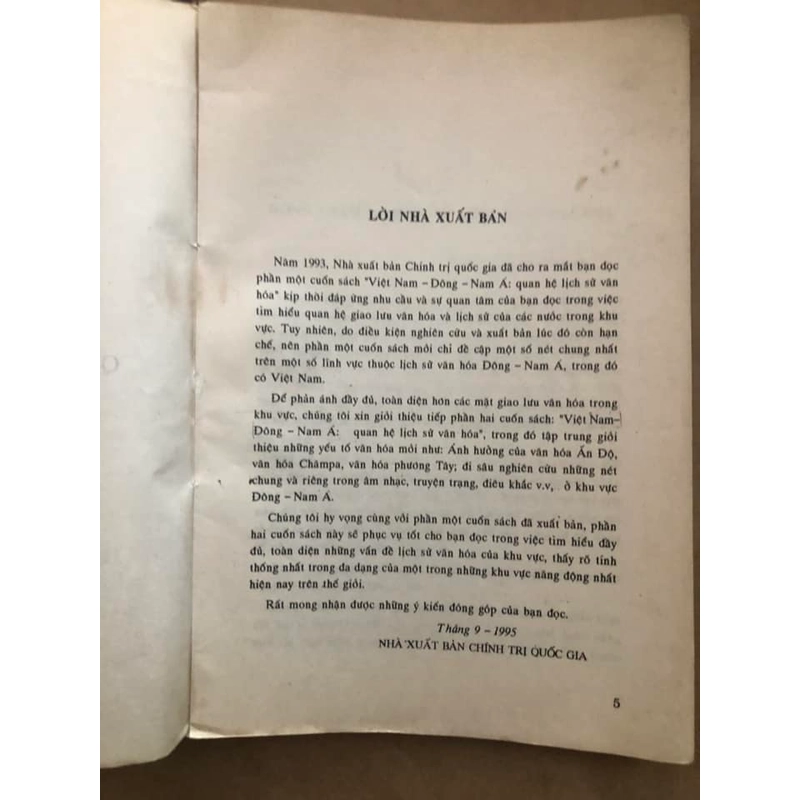 LỜI NHÀ XUẤT BẢN
Năm 1993, Nhà xuất bản Chính trị quốc gia đã cho ra mắt bạn đọc
phần một cuốn sách "Việt Nam – Đông – Nam Á: quan hệ lịch sử văn
hóa" kịp thời đáp ứng nhu cầu và sự quan tâm của bạn đọc trong việc
tìm hiểu quan hệ giao lưu văn hóa và lịch sử của các nước trong khu
vực. Tuy nhiên, do điều kiện nghiên cứu và xuất bản lúc đó còn hạn
chế, nên phần một cuốn sách mới chỉ đề cập một số nét chung nhất
trên một số lĩnh vực thuộc lịch sử văn hóa Đông – Nam Á, trong đó
có Việt Nam.
Để phản ánh đầy đủ, toàn diện hơn các mặt giao lưu văn hóa trong
khu vực, chúng tôi xin giới thiệu tiếp phần hai cuốn sách: "Việt Nam–
Đông – Nam Á: quan hệ lịch sử văn hóa", trong đó tập trung giới
thiệu những yếu tố văn hóa mới như: Ảnh hưởng của văn hóa Ấn Độ,
văn hóa Chămpa, văn hóa phương Tây; đi sâu nghiên cứu những nét
chung và riêng trong âm nhạc, truyện trạng, điêu khắc v.v, ở khu vực
Đông – Nam Á.
Chúng tôi hy vọng cùng với phần một cuốn sách đã xuất bản, phần
hai cuốn sách này sẽ phục vụ tốt cho bạn đọc trong việc tìm hiểu đầy
đủ, toàn diện những vấn đề lịch sử văn hóa của khu vực, thấy rõ tính
thống nhất trong đa dạng của một trong những khu vực năng động nhất
hiện nay trên thế giới.
Rất mong nhận được những ý kiến đóng góp của bạn đọc.
Tháng 9 – 1995
NHÀ XUẤT BẢN CHÍNH TRỊ QUỐC GIA
5